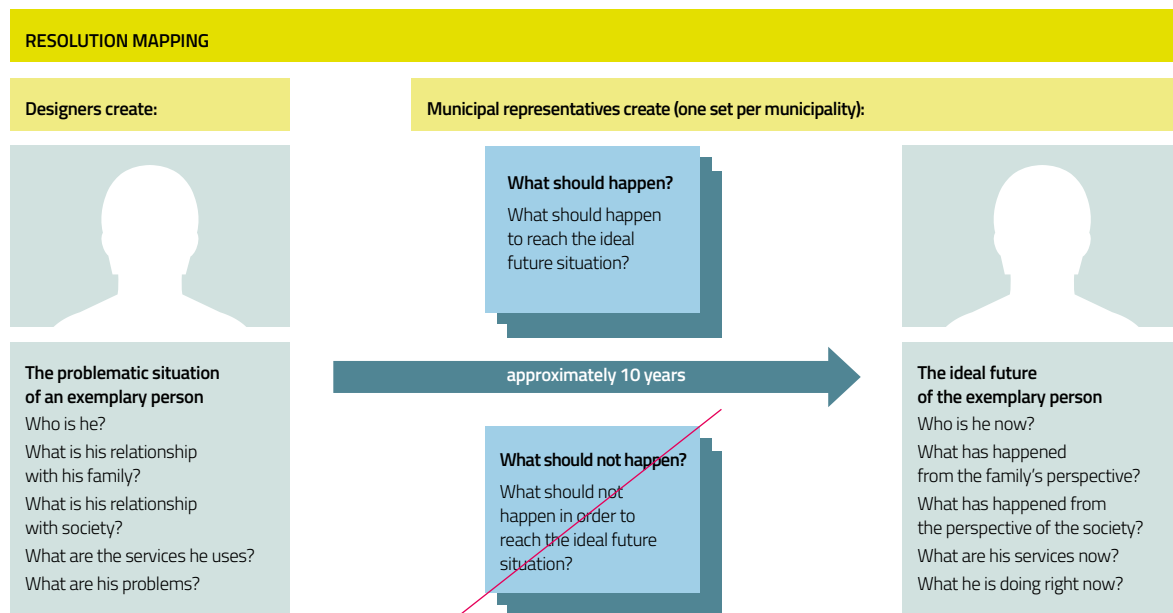 RESOLUTION MAPPING
Designers create:
Municipal representatives create (one set per municipality):
The problematic situation
of an exemplary person
Who is he?
What is his relationship
with his family?
What is his relationship
with society?
What are the services he uses?
What are his problems?
What should happen?
What should happen
to reach the ideal
future situation?
approximately 10 years
What should not happen?
What should not
happen in order to
reach the ideal future
situation?
The ideal future
of the exemplary person
Who is he now?
What has happened
from the family's perspective?
What has happened from
the perspective of the society?
What are his services now?
What he is doing right now?